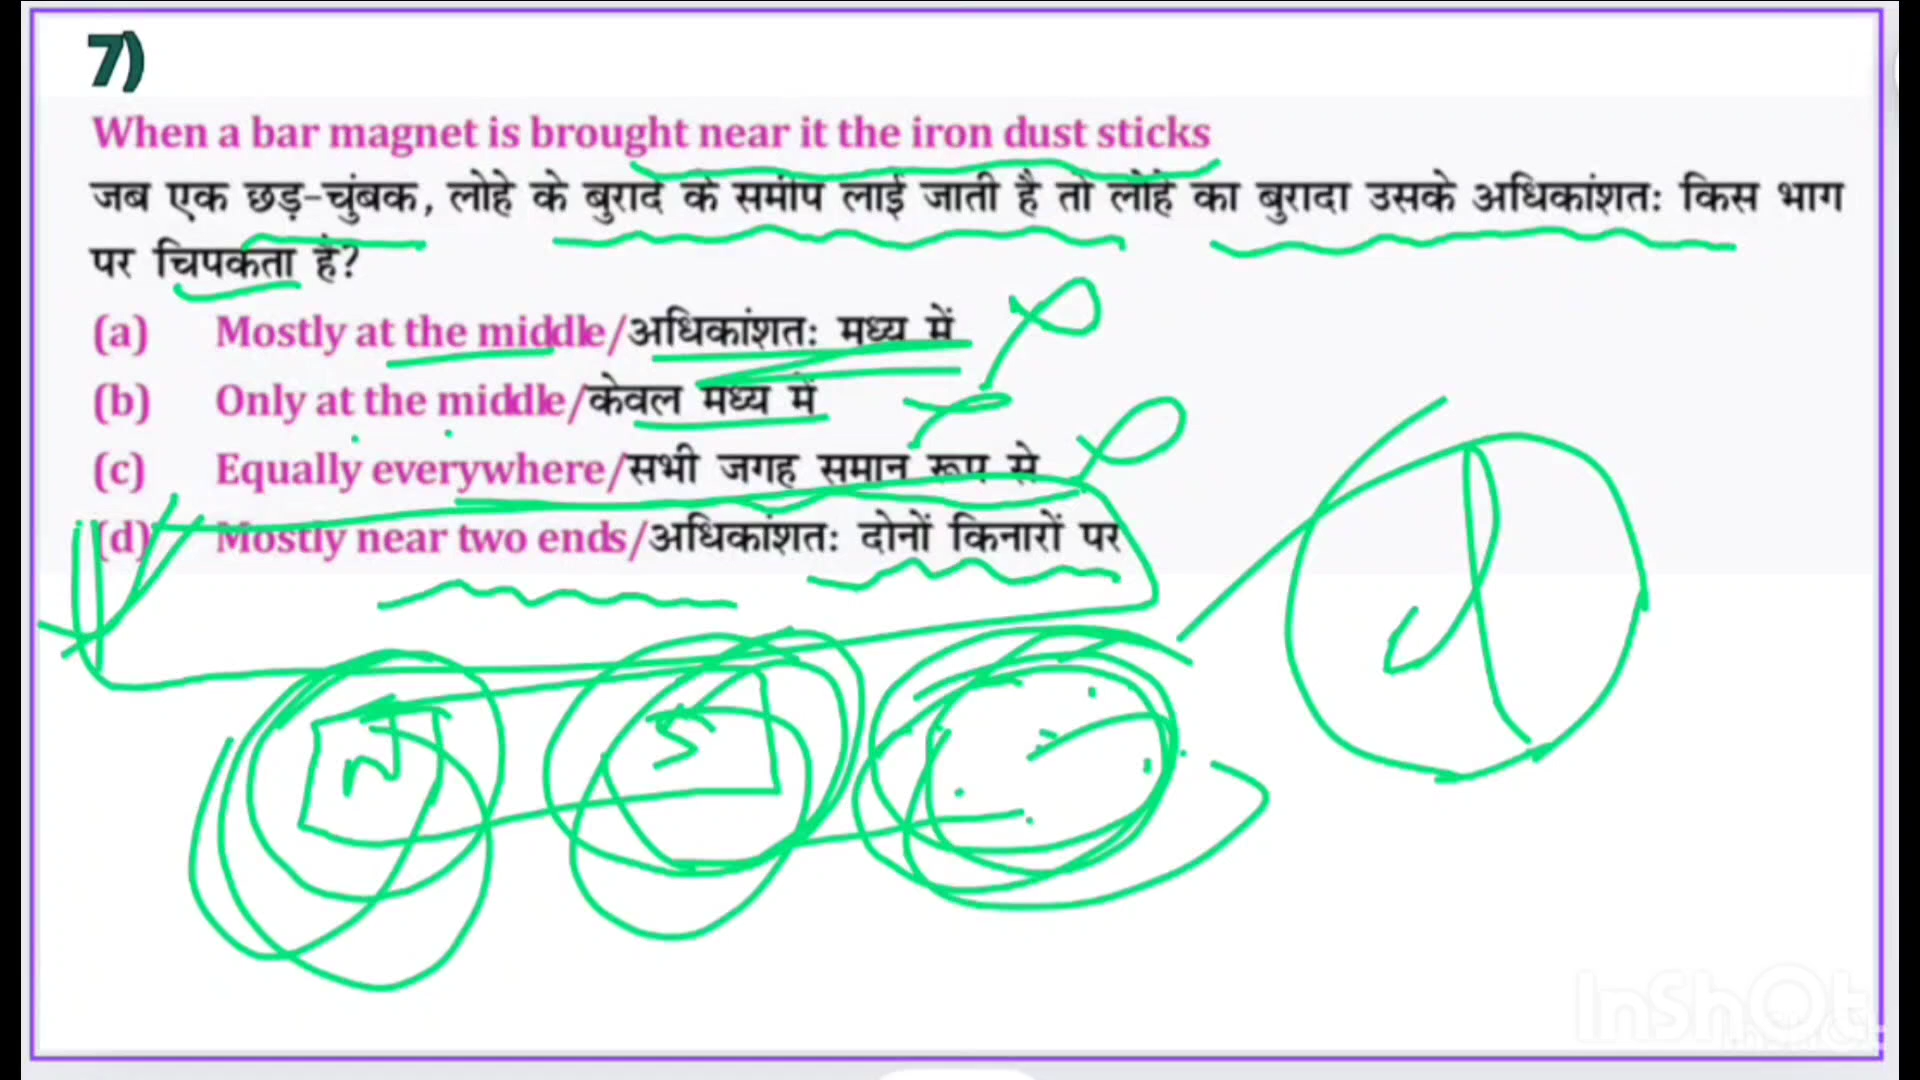 7)
When a bar magnet is brought near it the iron dust sticks
जब एक छड़-चुंबक, लोहे के बुरादे के समीप लाई जाती है तो लोहे का बुरादा उसके अधिकांशतः किस भाग
पर चिपकता है?
(a) Mostly at the middle/अधिकांशतः मध्य में
(b) Only at the middle/केवल मध्य में
(c) Equally everywhere/सभी जगह समान रूप से
(d) Mostly near two ends/अधिकांशतः दोनों किनारों पर
N S
d
InShOt